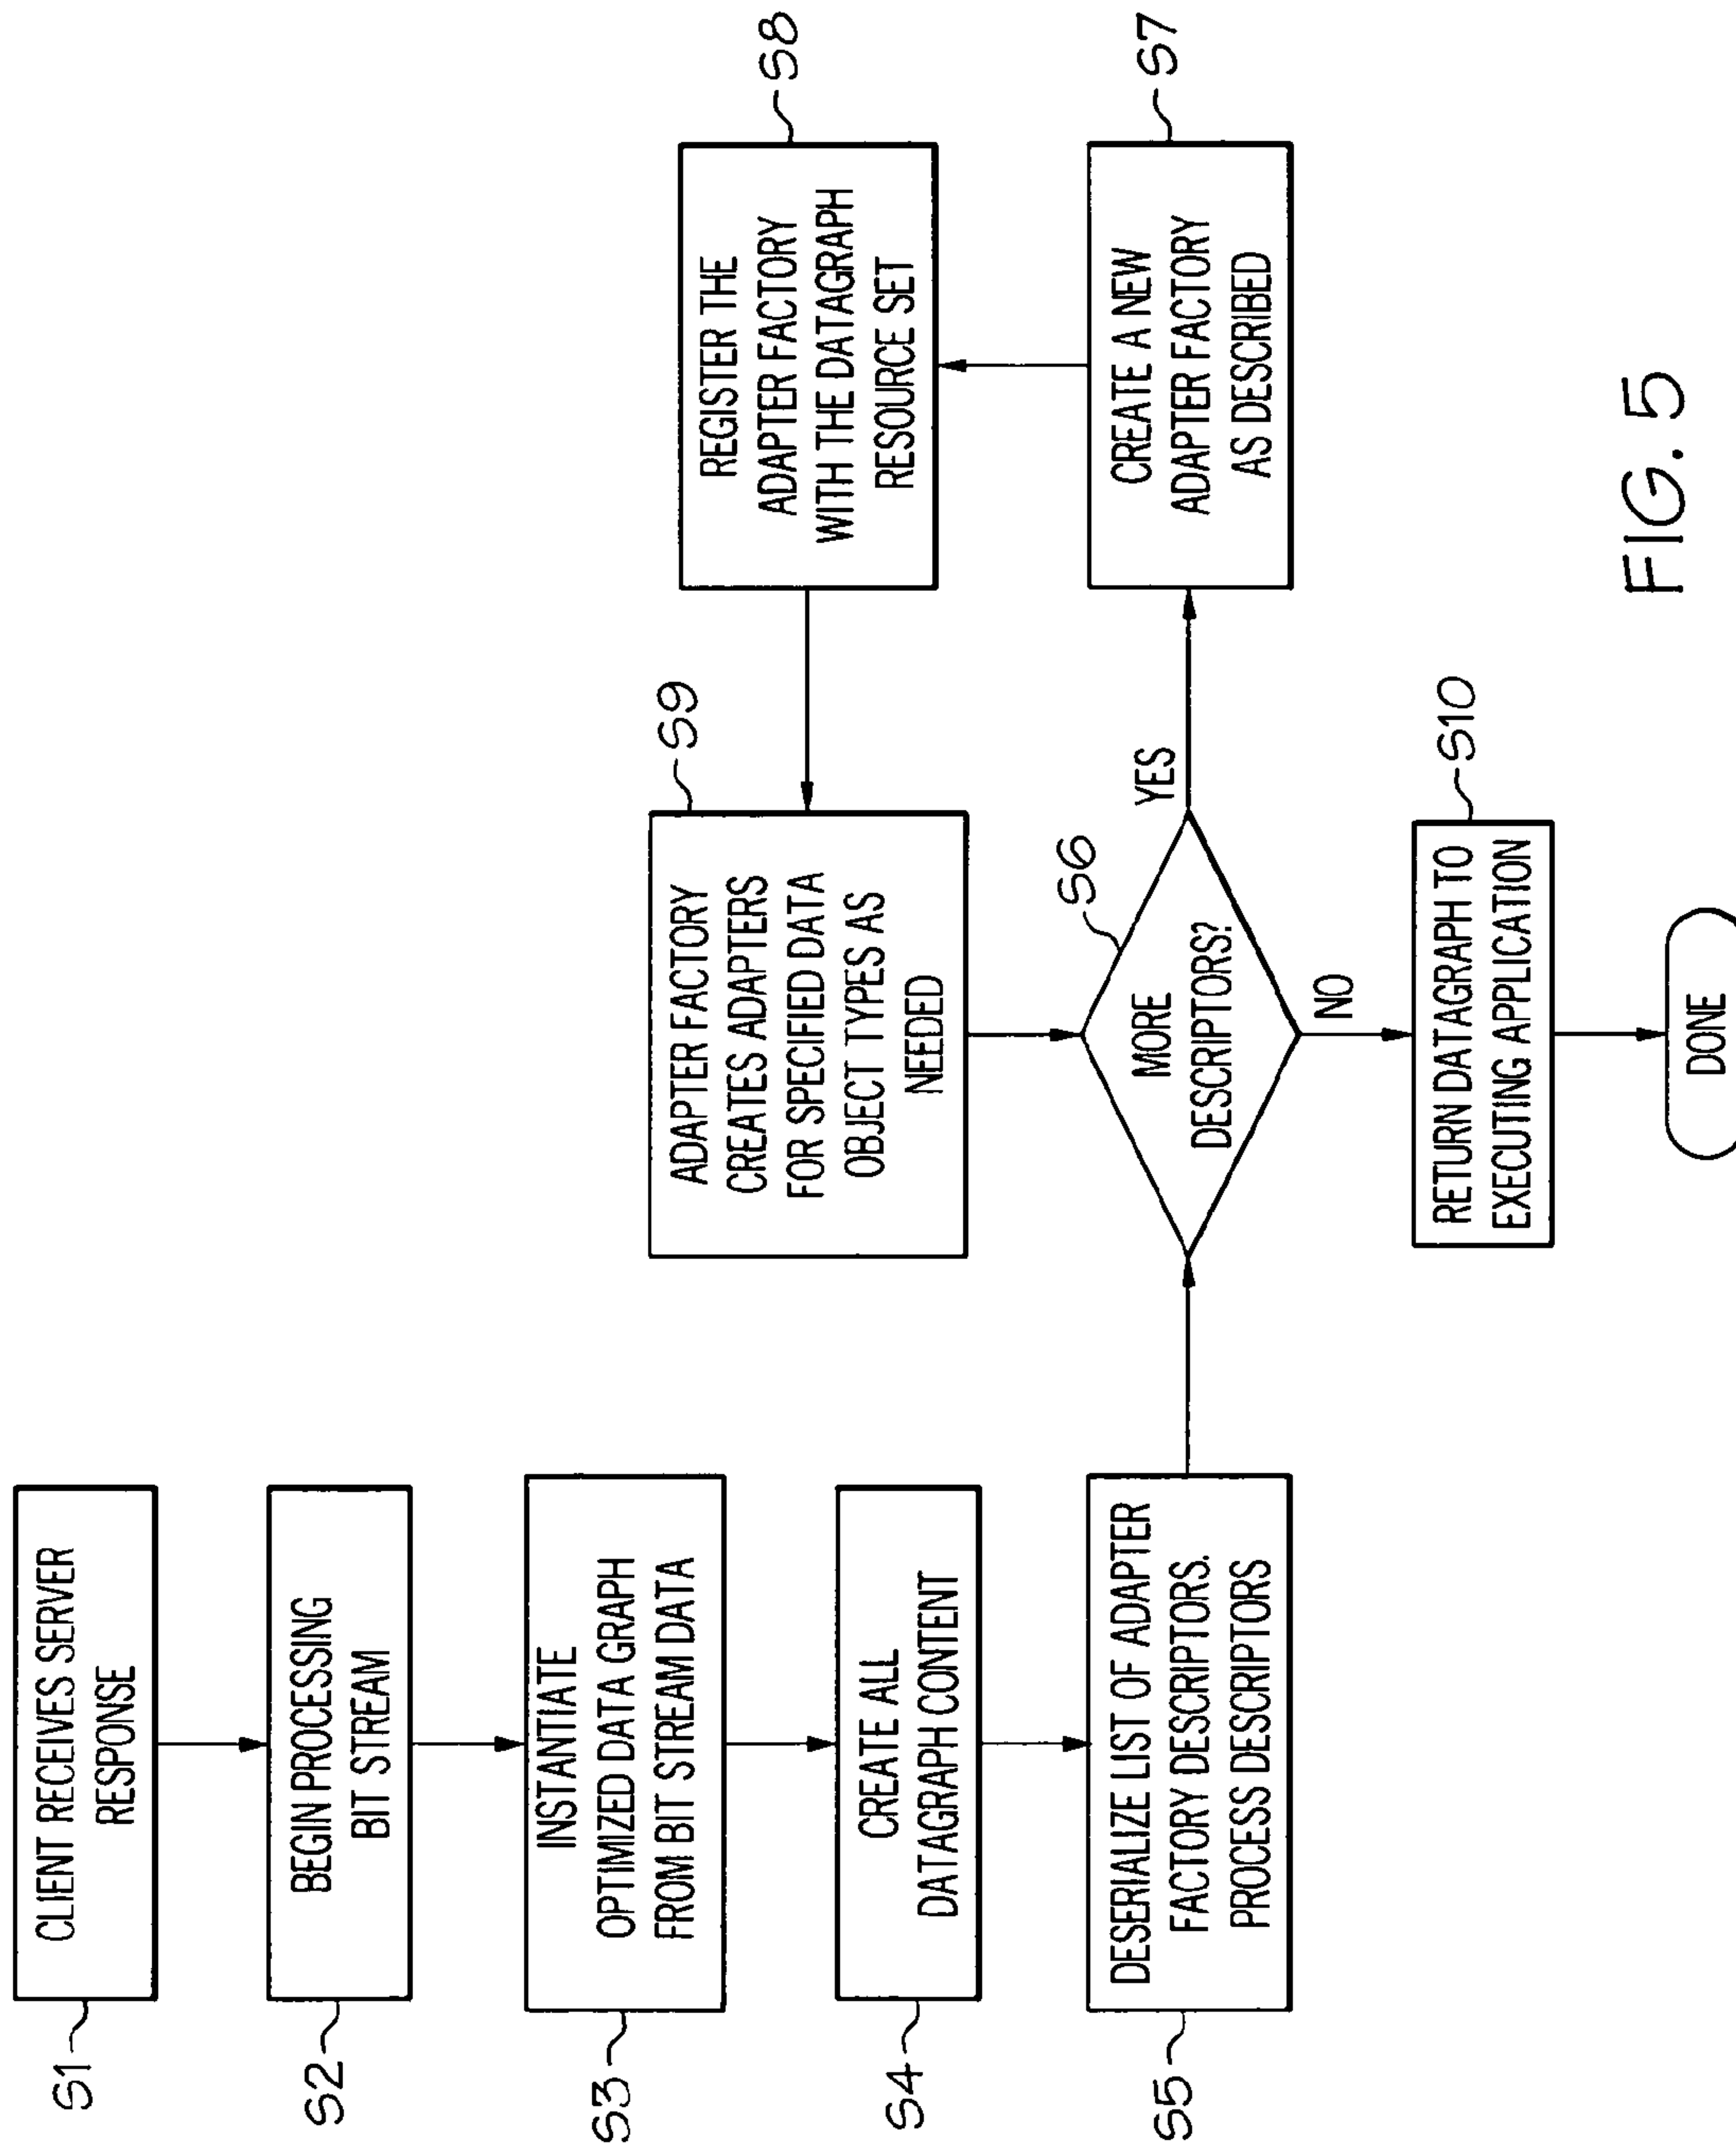 S1
CLIENT RECEIVES SERVER
RESPONSE
S2
BEGIN PROCESSING
BIT STREAM
S3
INSTANTIATE
OPTIMIZED DATA GRAPH
FROM BIT STREAM DATA
S4
CREATE ALL
DATAGRAPH CONTENT
S5
DESERIALIZE LIST OF ADAPTER
FACTORY DESCRIPTORS.
PROCESS DESCRIPTORS
S6
MORE
DESCRIPTORS?
YES
NO
S7
CREATE A NEW
ADAPTER FACTORY
AS DESCRIBED
S8
REGISTER THE
ADAPTER FACTORY
WITH THE DATAGRAPH
RESOURCE SET
S9
ADAPTER FACTORY
CREATES ADAPTERS
FOR SPECIFIED DATA
OBJECT TYPES AS
NEEDED
S10
RETURN DATAGRAPH TO
EXECUTING APPLICATION
DONE
FIG. 5